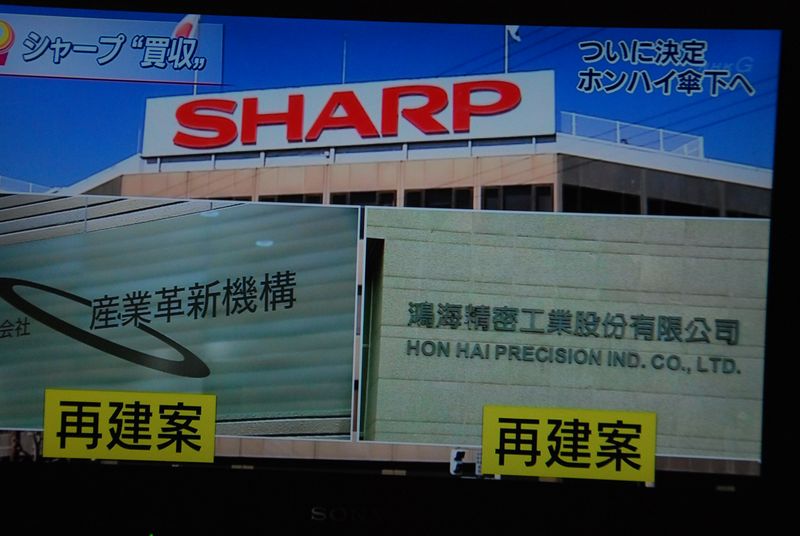 シャープ “買収„
ついに決定
ホンハイ傘下へ
NHK G
SHARP
会社
産業革新機構
鴻海精密工業股份有限公司
HON HAI PRECISION IND. CO., LTD.
再建案
再建案
SONY